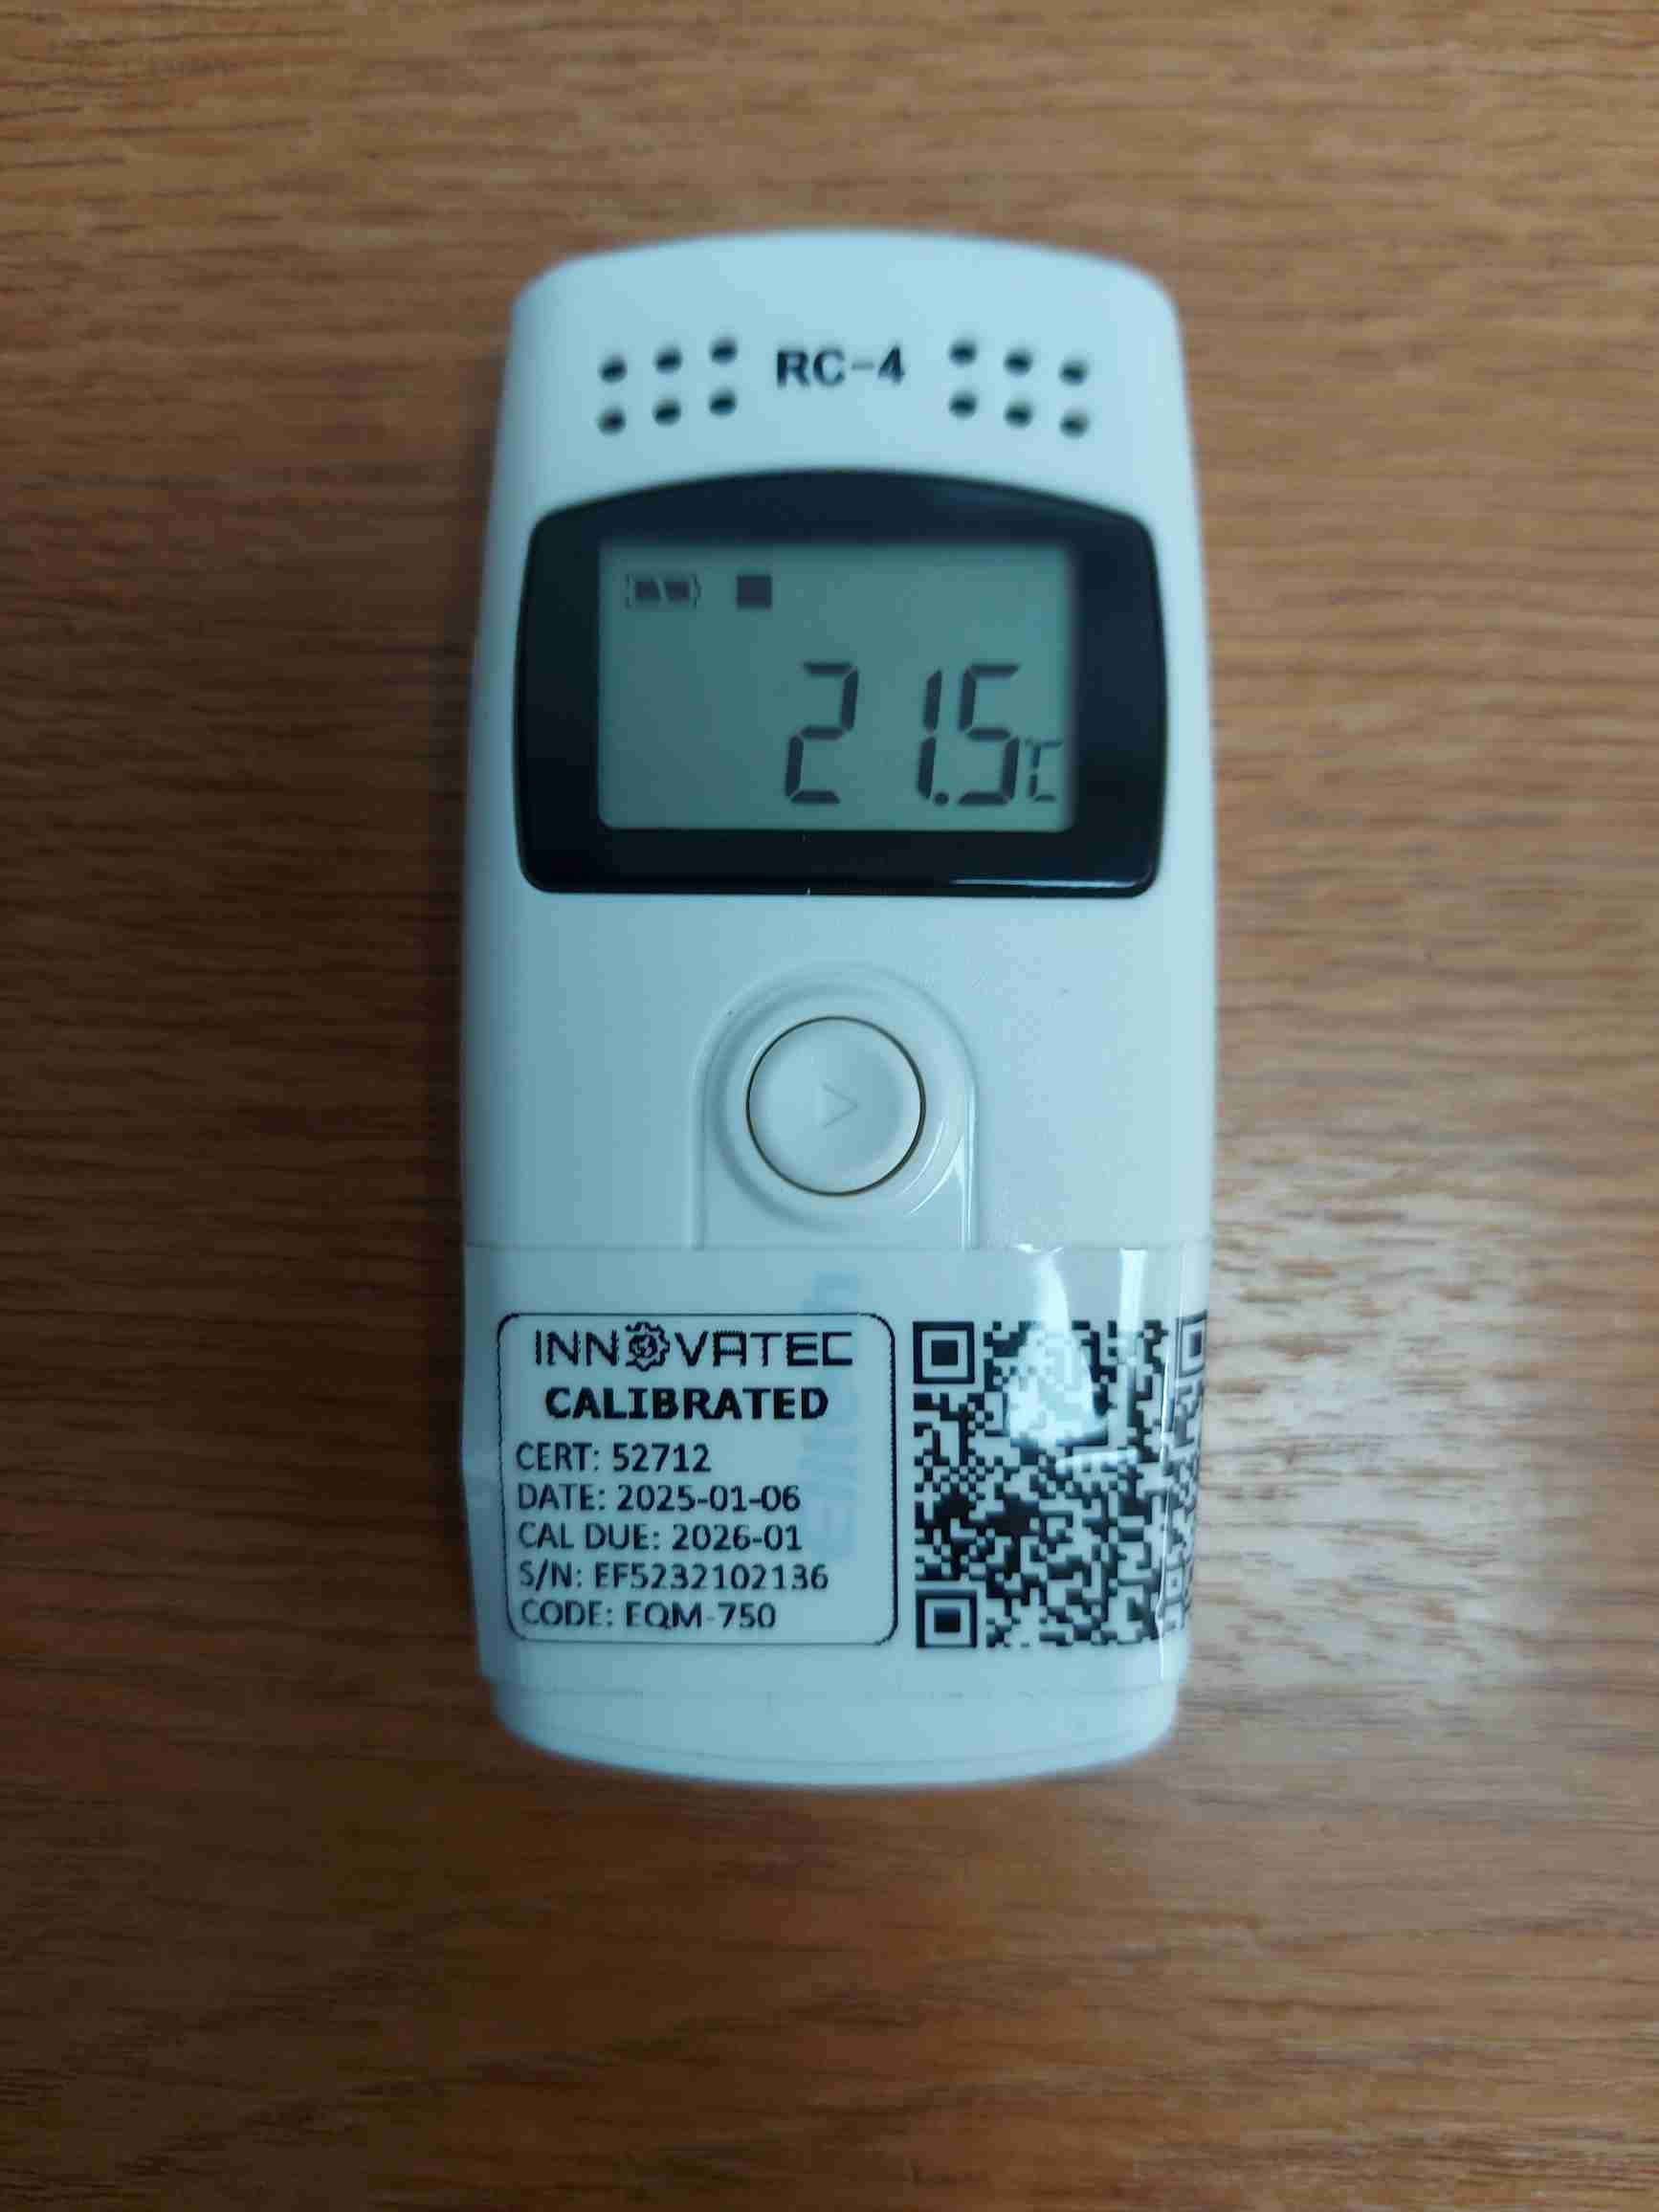 RC-4
21.5℃
INNOVATEC
CALIBRATED
CERT: 52712
DATE: 2025-01-06
CAL DUE: 2026-01
S/N: EF5232102136
CODE: EQM-750
Elitech